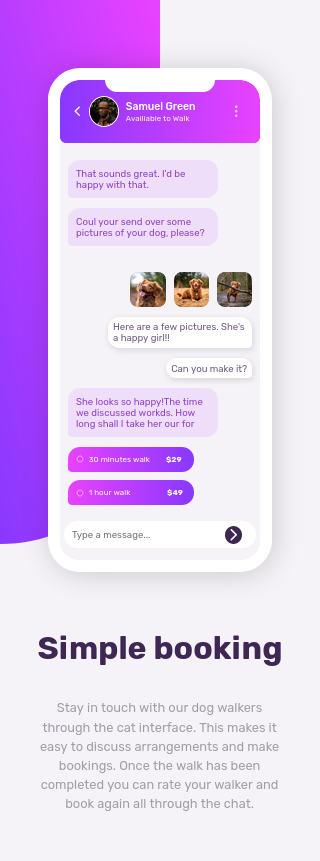 Samuel Green
Availiable to Walk
That sounds great. I'd be
happy with that.
Coul your send over some
pictures of your dog, please?
Here are a few pictures. She's
a happy girl!!
Can you make it?
She looks so happy!The time
we discussed workds. How
long shall I take her our for
30 minutes walk $29
1 hour walk $49
Type a message...
Simple booking
Stay in touch with our dog walkers
through the cat interface. This makes it
easy to discuss arrangements and make
bookings. Once the walk has been
completed you can rate your walker and
book again all through the chat.